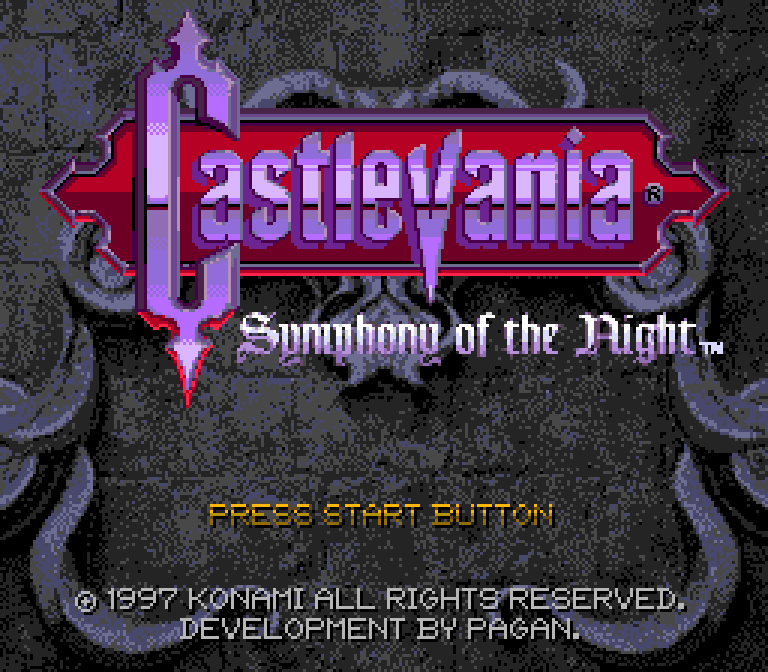 Castlevania®
Symphony of the Night™
PRESS START BUTTON
© 1997 KONAMI ALL RIGHTS RESERVED.
DEVELOPMENT BY PAGAN.